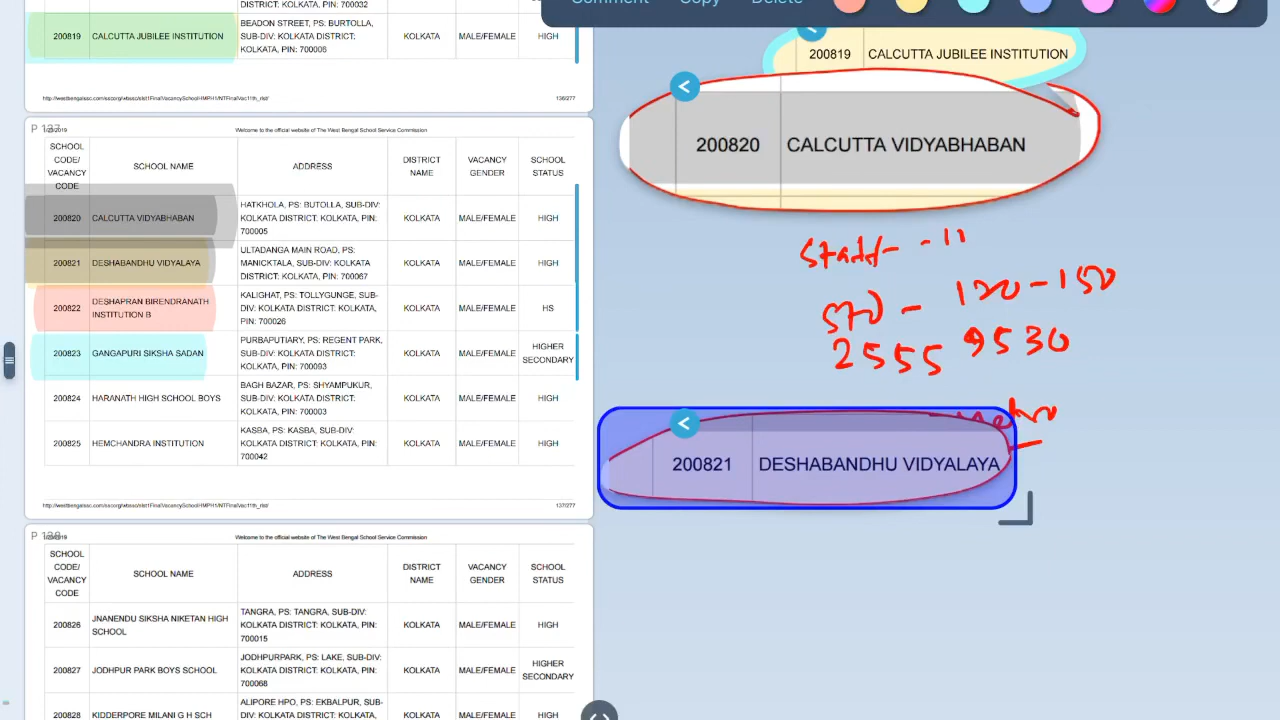 Comment Copy Delete
DISTRICT: KOLKATA, PIN: 700032
200819 CALCUTTA JUBILEE INSTITUTION BEADON STREET, PS: BURTOLLA, SUB-DIV: KOLKATA DISTRICT: KOLKATA, PIN: 700006 KOLKATA MALE/FEMALE HIGH
136/277
P 137
Welcome to the official website of The West Bengal School Service Commission
SCHOOL CODE/ VACANCY CODE SCHOOL NAME ADDRESS DISTRICT NAME VACANCY GENDER SCHOOL STATUS
200820 CALCUTTA VIDYABHABAN HATKHOLA, PS: BUTOLLA, SUB-DIV: KOLKATA DISTRICT: KOLKATA, PIN: 700005 KOLKATA MALE/FEMALE HIGH
200821 DESHABANDHU VIDYALAYA ULTADANGA MAIN ROAD, PS: MANICKTALA, SUB-DIV: KOLKATA DISTRICT: KOLKATA, PIN: 700067 KOLKATA MALE/FEMALE HIGH
200822 DESHAPRAN BIRENDRANATH INSTITUTION B KALIGHAT, PS: TOLLYGUNGE, SUB-DIV: KOLKATA DISTRICT: KOLKATA, PIN: 700026 KOLKATA MALE/FEMALE HS
200823 GANGAPURI SIKSHA SADAN PURBAPUTIARY, PS: REGENT PARK, SUB-DIV: KOLKATA DISTRICT: KOLKATA, PIN: 700093 KOLKATA MALE/FEMALE HIGHER SECONDARY
200824 HARANATH HIGH SCHOOL BOYS BAGH BAZAR, PS: SHYAMPUKUR, SUB-DIV: KOLKATA DISTRICT: KOLKATA, PIN: 700003 KOLKATA MALE/FEMALE HIGH
200825 HEMCHANDRA INSTITUTION KASBA, PS: KASBA, SUB-DIV: KOLKATA DISTRICT: KOLKATA, PIN: 700042 KOLKATA MALE/FEMALE HIGH
137/277
P 138
Welcome to the official website of The West Bengal School Service Commission
SCHOOL CODE/ VACANCY CODE SCHOOL NAME ADDRESS DISTRICT NAME VACANCY GENDER SCHOOL STATUS
200826 JNANENDU SIKSHA NIKETAN HIGH SCHOOL TANGRA, PS: TANGRA, SUB-DIV: KOLKATA DISTRICT: KOLKATA, PIN: 700015 KOLKATA MALE/FEMALE HIGH
200827 JODHPUR PARK BOYS SCHOOL JODHPURPARK, PS: LAKE, SUB-DIV: KOLKATA DISTRICT: KOLKATA, PIN: 700068 KOLKATA MALE/FEMALE HIGHER SECONDARY
200828 KIDDERPORE MILANI G H SCH ALIPORE HPO, PS: EKBALPUR, SUB-DIV: KOLKATA DISTRICT: KOLKATA, KOLKATA MALE/FEMALE HIGH
200819 CALCUTTA JUBILEE INSTITUTION
200820 CALCUTTA VIDYABHABAN
Staff - 11
STD - 120-150
2555 9530
Metro
200821 DESHABANDHU VIDYALAYA